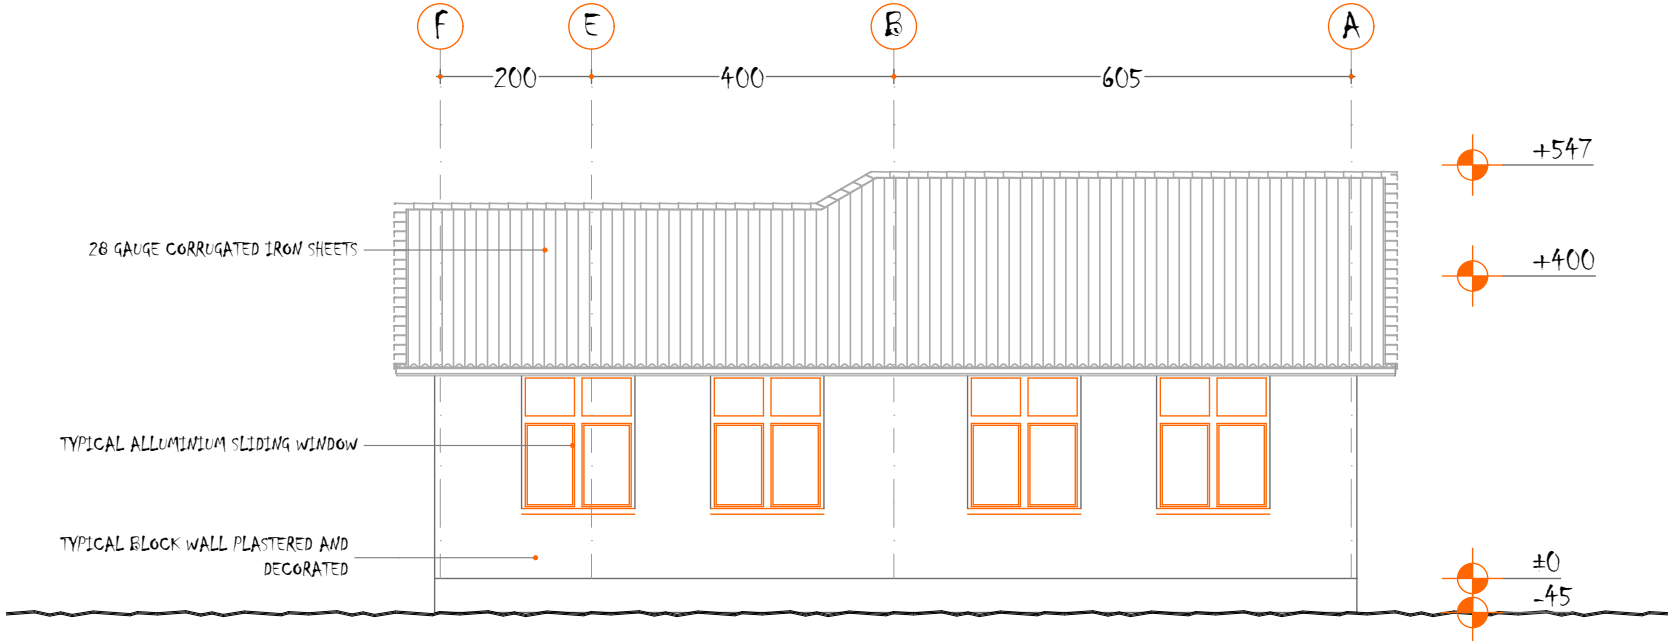 F E B A
200 400 605
+547
28 GAUGE CORRUGATED IRON SHEETS
+400
TYPICAL ALLUMINIUM SLIDING WINDOW
TYPICAL BLOCK WALL PLASTERED AND
DECORATED
±0
-45